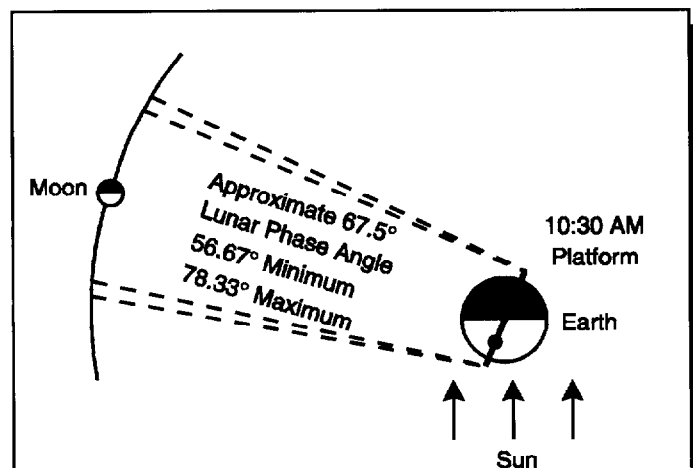 Moon
Approximate 67.5°
Lunar Phase Angle
56.67° Minimum
78.33° Maximum
10:30 AM
Platform
Earth
Sun